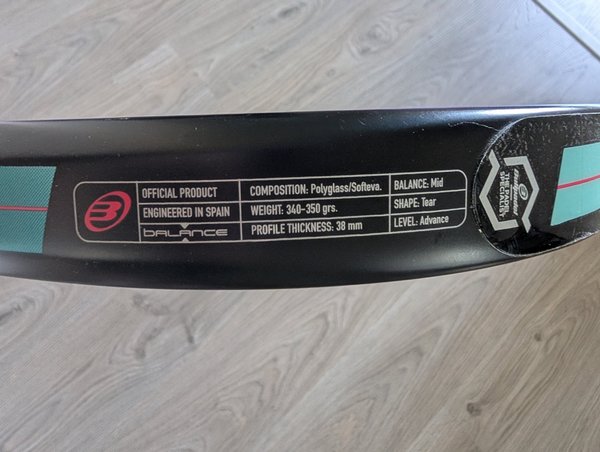 OFFICIAL PRODUCT
ENGINEERED IN SPAIN
balance
COMPOSITION: Polyglass/Softeva.
WEIGHT: 340-350 grs.
PROFILE THICKNESS: 38 mm
BALANCE: Mid
SHAPE: Tear
LEVEL: Advance
Bullpadel
THE PADEL
SPECIALIST